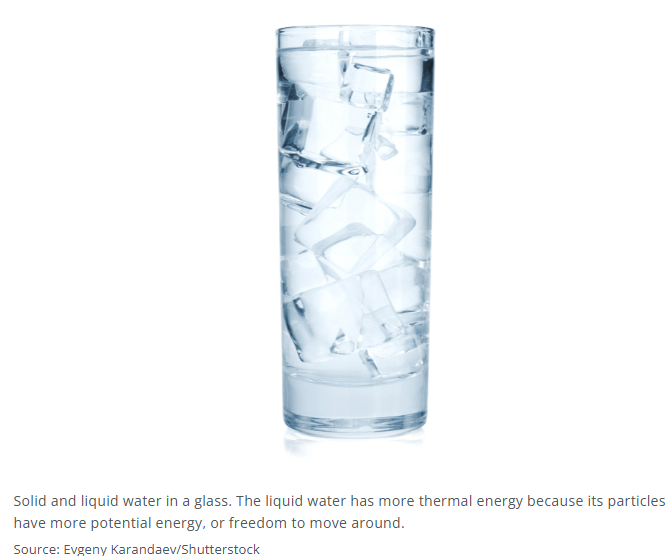 Solid and liquid water in a glass. The liquid water has more thermal energy because its particles
have more potential energy, or freedom to move around.
Source: Evgeny Karandaev/Shutterstock